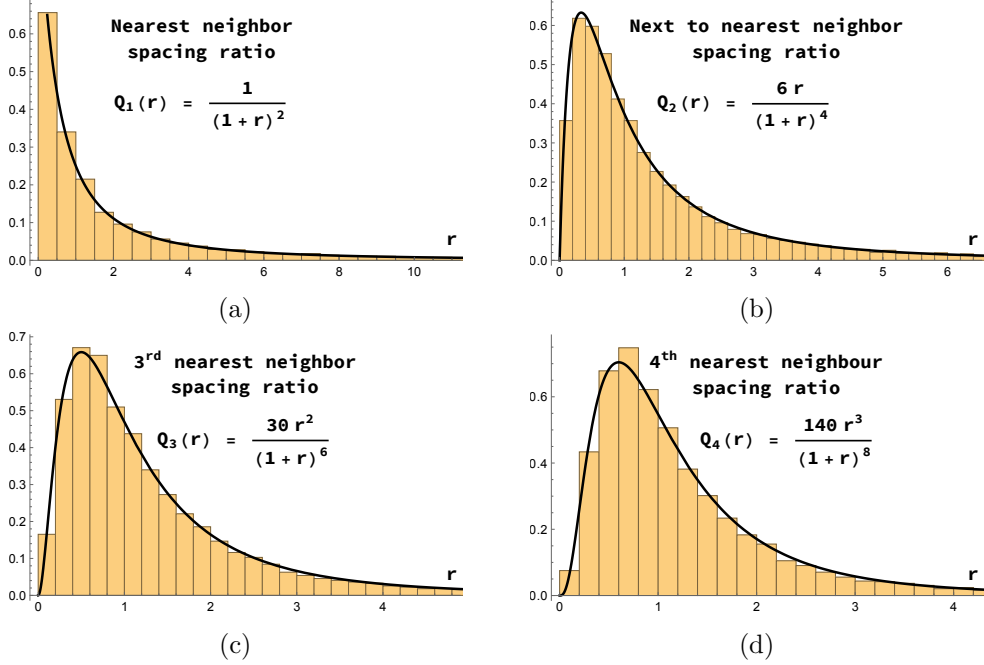 Nearest neighbor
spacing ratio
Q₁(r) = 1 / (1 + r)²
r
0.0
0.1
0.2
0.3
0.4
0.5
0.6
0 2 4 6 8 10
(a)
Next to nearest neighbor
spacing ratio
Q₂(r) = 6 r / (1 + r)⁴
r
0.0
0.1
0.2
0.3
0.4
0.5
0.6
0 1 2 3 4 5 6
(b)
3ʳᵈ nearest neighbor
spacing ratio
Q₃(r) = 30 r² / (1 + r)⁶
r
0.0
0.1
0.2
0.3
0.4
0.5
0.6
0.7
0 1 2 3 4
(c)
4ᵗʰ nearest neighbour
spacing ratio
Q₄(r) = 140 r³ / (1 + r)⁸
r
0.0
0.2
0.4
0.6
0 1 2 3 4
(d)